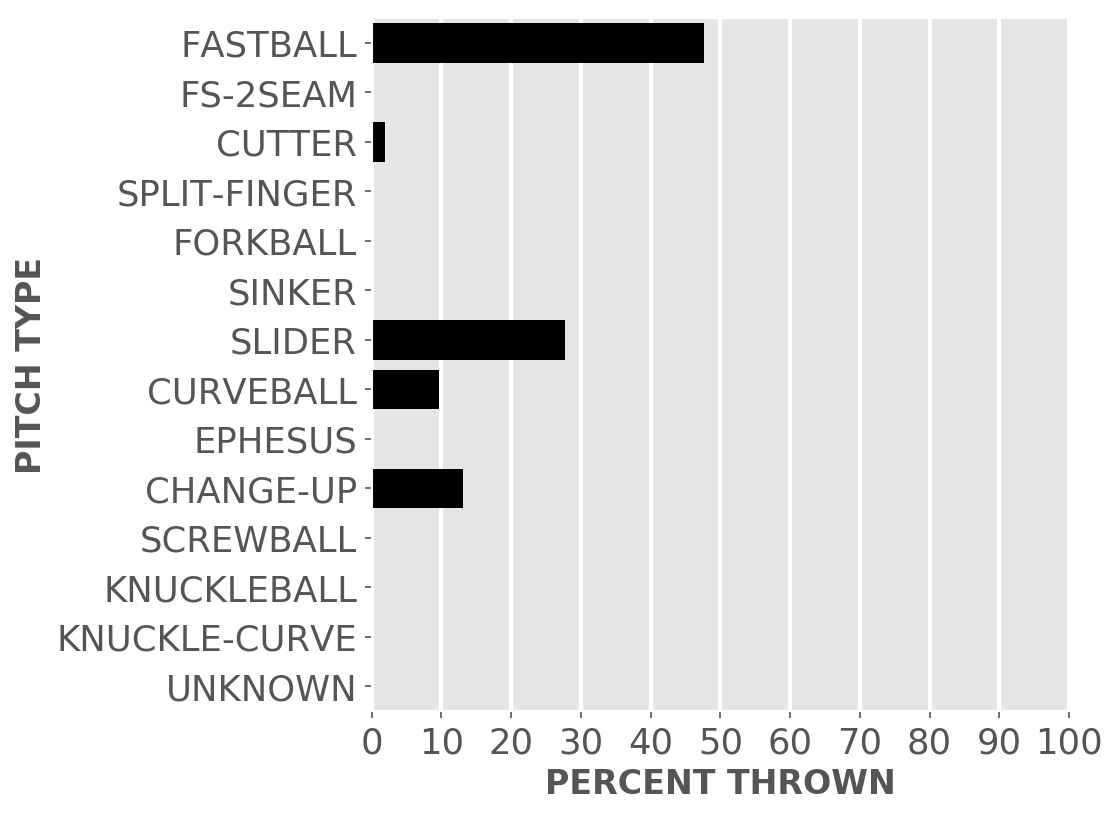 FASTBALL
FS-2SEAM
CUTTER
SPLIT-FINGER
FORKBALL
SINKER
SLIDER
CURVEBALL
EPHESUS
CHANGE-UP
SCREWBALL
KNUCKLEBALL
KNUCKLE-CURVE
UNKNOWN
PITCH TYPE
0 10 20 30 40 50 60 70 80 90 100
PERCENT THROWN